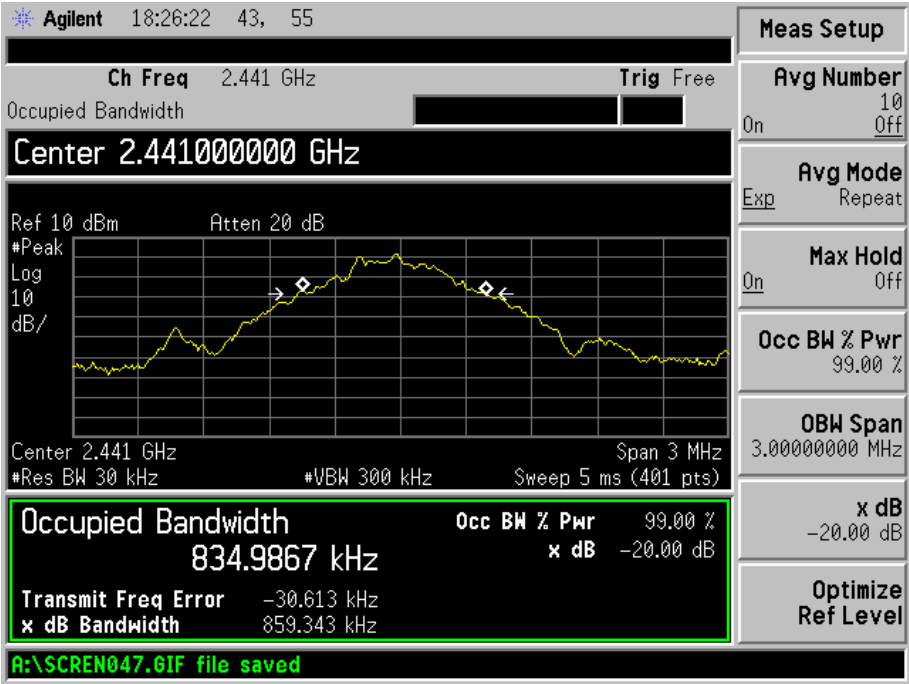 Agilent 18:26:22 43, 55
Ch Freq 2.441 GHz Trig Free
Occupied Bandwidth
Center 2.441000000 GHz
Ref 10 dBm Atten 20 dB
#Peak
Log
10
dB/
Center 2.441 GHz Span 3 MHz
#Res BW 30 kHz #VBW 300 kHz Sweep 5 ms (401 pts)
Occupied Bandwidth
834.9867 kHz
Occ BW % Pwr 99.00 %
x dB -20.00 dB
Transmit Freq Error -30.613 kHz
x dB Bandwidth 859.343 kHz
A:\SCREN047.GIF file saved
Meas Setup
Avg Number
10
On Off
Avg Mode
Exp Repeat
Max Hold
On Off
Occ BW % Pwr
99.00 %
OBW Span
3.00000000 MHz
x dB
-20.00 dB
Optimize
Ref Level